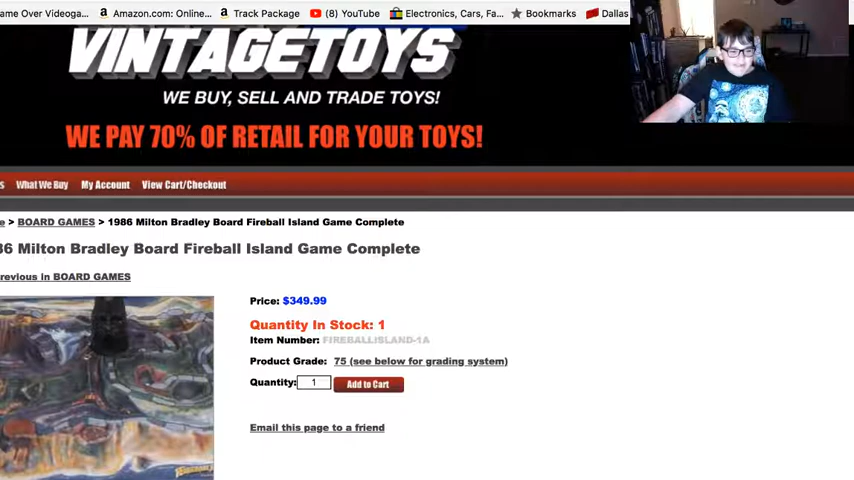 ame Over Videoga... Amazon.com: Online... Track Package (8) YouTube Electronics, Cars, Fa... Bookmarks Dallas
VINTAGETOYS
WE BUY, SELL AND TRADE TOYS!
WE PAY 70% OF RETAIL FOR YOUR TOYS!
s What We Buy My Account View Cart/Checkout
e > BOARD GAMES > 1986 Milton Bradley Board Fireball Island Game Complete
86 Milton Bradley Board Fireball Island Game Complete
revious in BOARD GAMES
Price: $349.99
Quantity In Stock: 1
Item Number: FIREBALLISLAND-1A
Product Grade: 75 (see below for grading system)
Quantity: 1 Add to Cart
Email this page to a friend